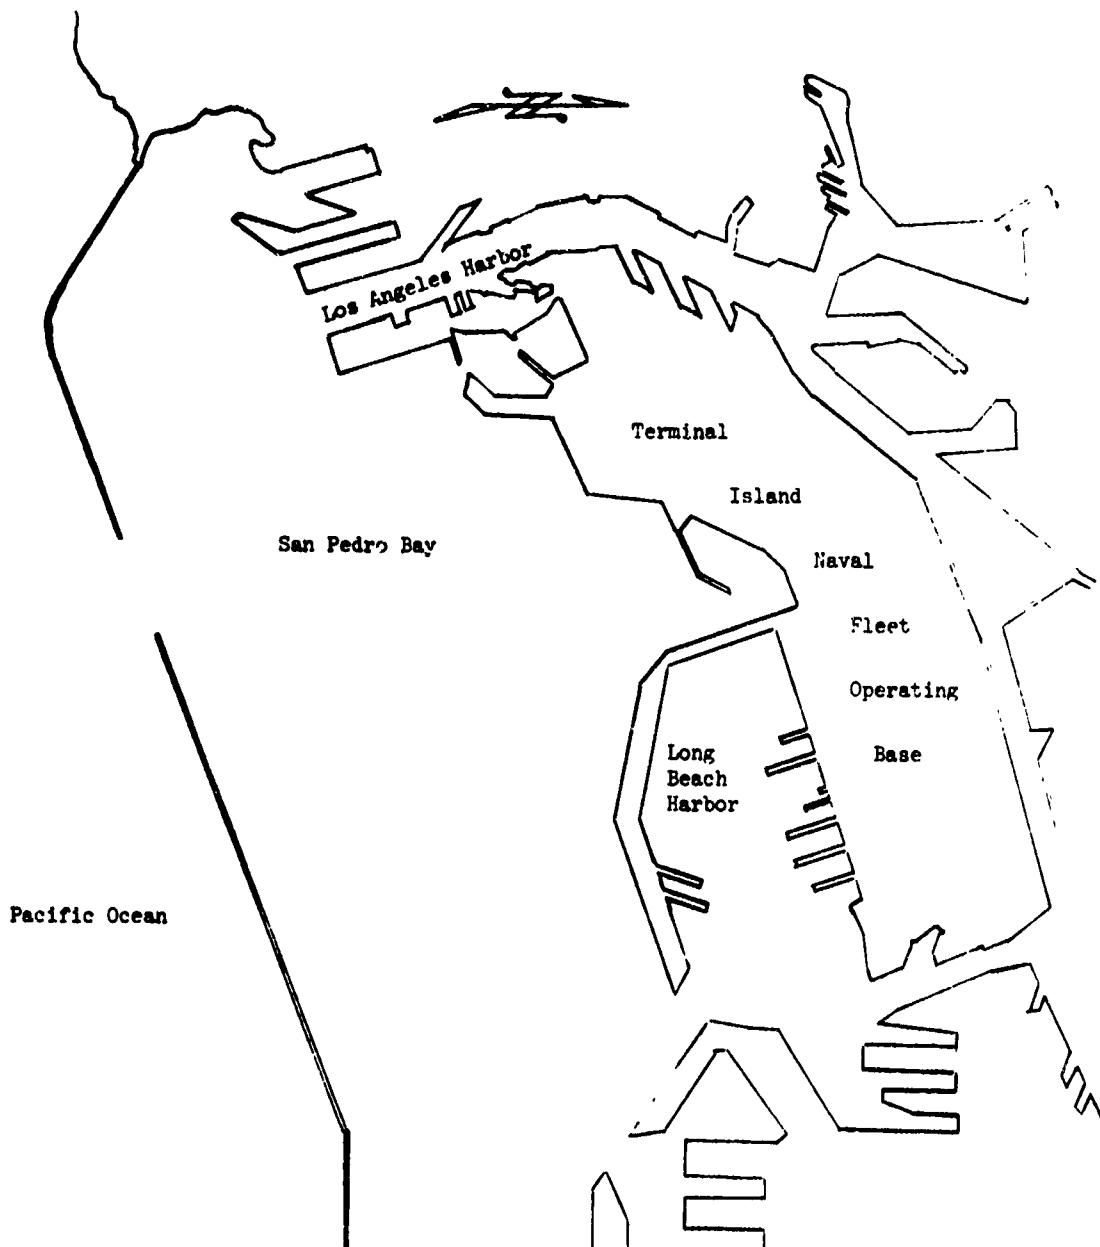 Los Angeles Harbor
Terminal
Island
San Pedro Bay
Naval
Fleet
Operating
Base
Long
Beach
Harbor
Pacific Ocean